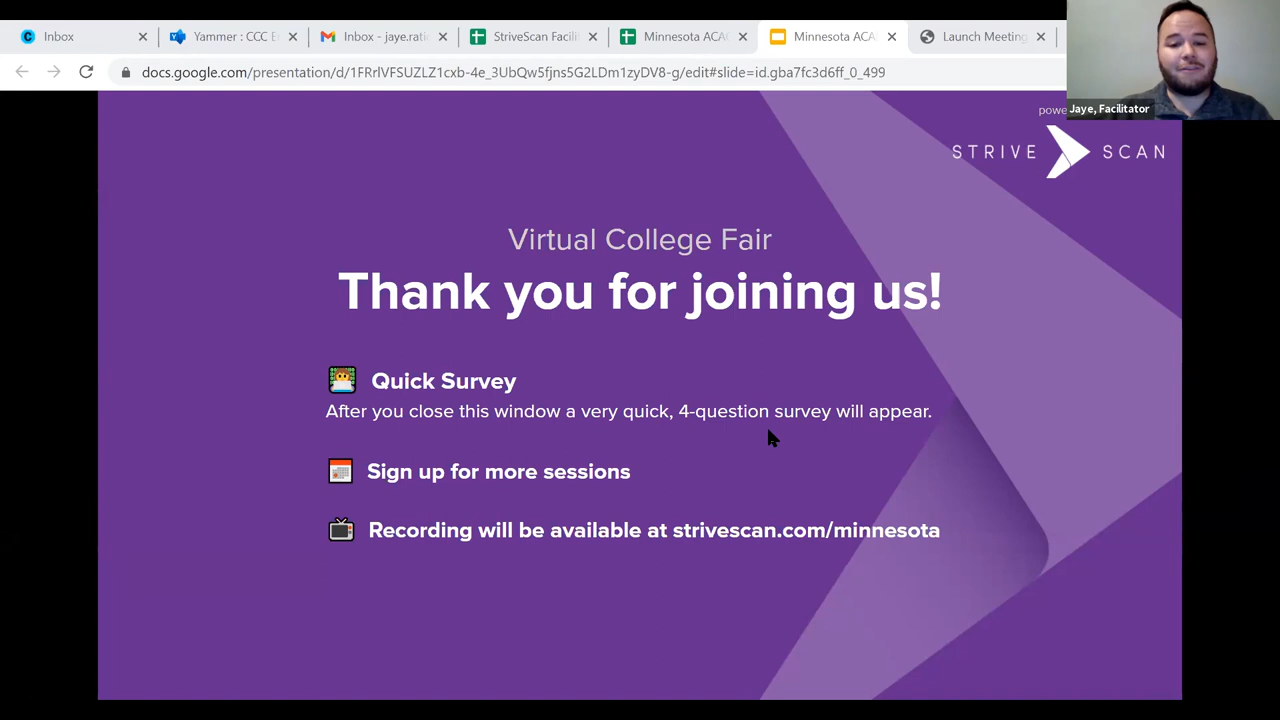 Inbox
Yammer : CCC E
Inbox - jaye.rati
StriveScan Facili
Minnesota ACA
Minnesota ACA
Launch Meeting
docs.google.com/presentation/d/1FRrlVFSUZLZ1cxb-4e_3UbQw5fjns5G2LDm1zyDV8-g/edit#slide=id.gba7fc3d6ff_0_499
Jaye, Facilitator
STRIVE SCAN
Virtual College Fair
Thank you for joining us!
Quick Survey
After you close this window a very quick, 4-question survey will appear.
Sign up for more sessions
Recording will be available at strivescan.com/minnesota